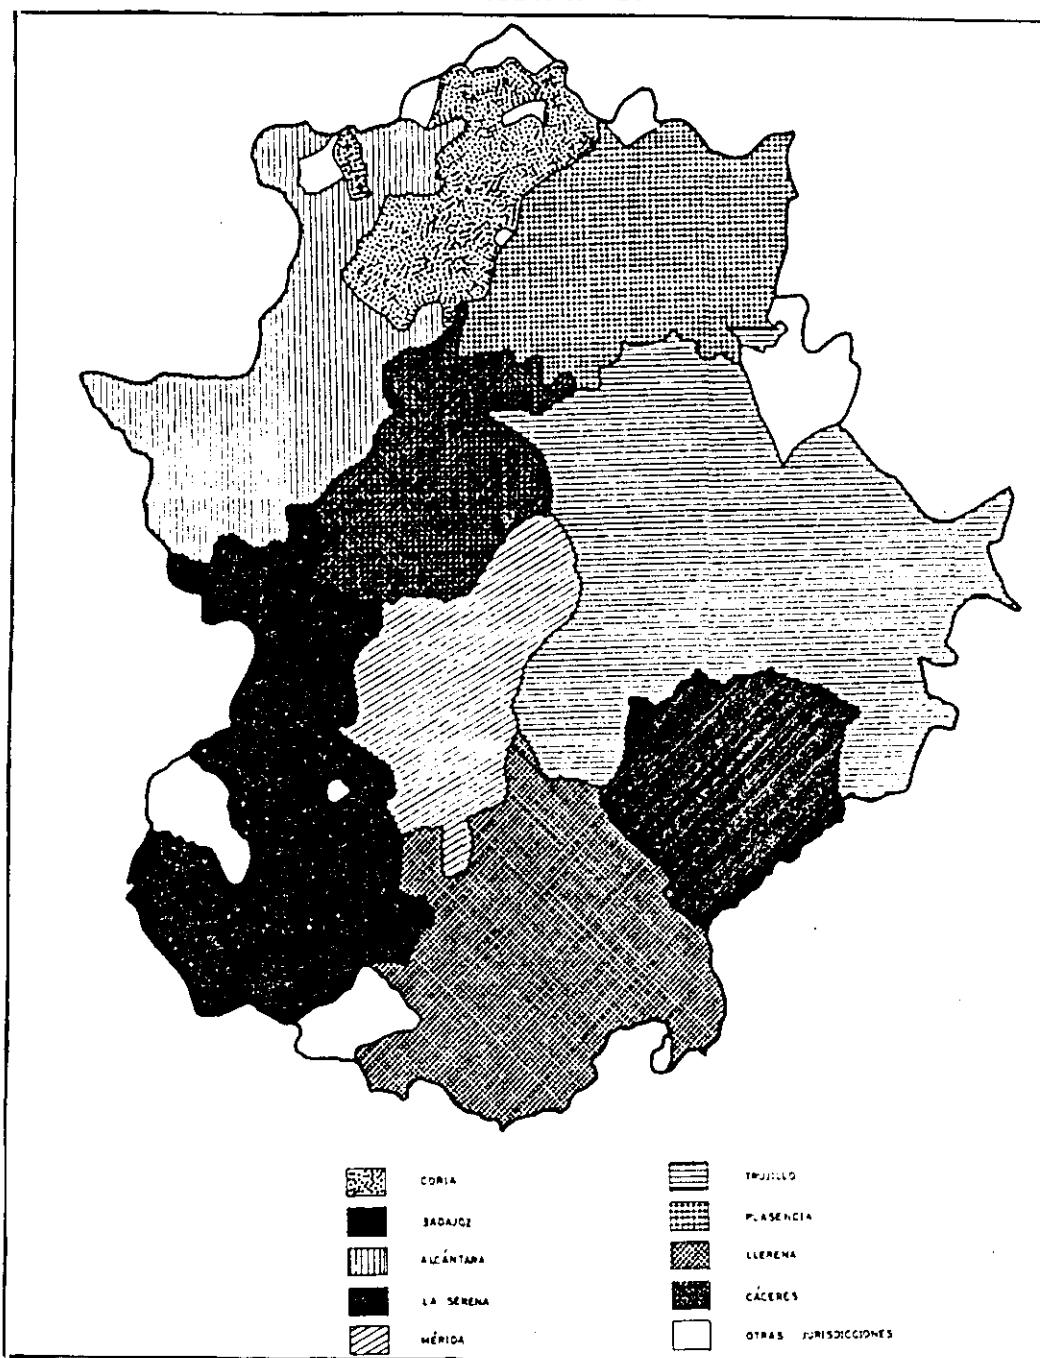 CORIA
BADAJOZ
ALCÁNTARA
LA SERENA
MÉRIDA
TRUJILLO
PLASENCIA
LLERENA
CÁCERES
OTRAS JURISDICCIONES